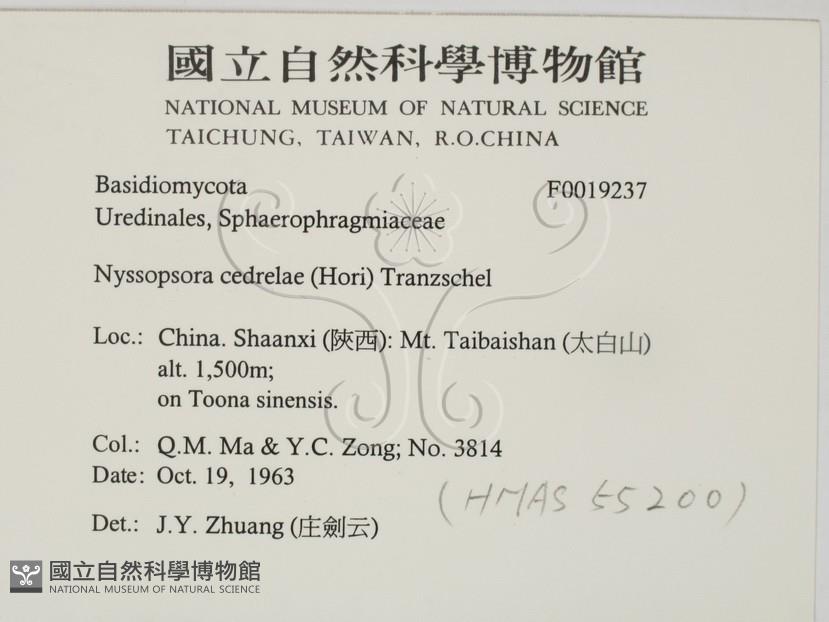 國立自然科學博物館
NATIONAL MUSEUM OF NATURAL SCIENCE
TAICHUNG, TAIWAN, R.O.CHINA
Basidiomycota F0019237
Uredinales, Sphaerophragmiaceae
Nyssopsora cedrelae (Hori) Tranzschel
Loc.: China. Shaanxi (陝西): Mt. Taibaishan (太白山)
alt. 1,500m;
on Toona sinensis.
Col.: Q.M. Ma & Y.C. Zong; No. 3814
Date: Oct. 19, 1963
(HMAS 55200)
Det.: J.Y. Zhuang (庄劍云)
國立自然科學博物館
NATIONAL MUSEUM OF NATURAL SCIENCE